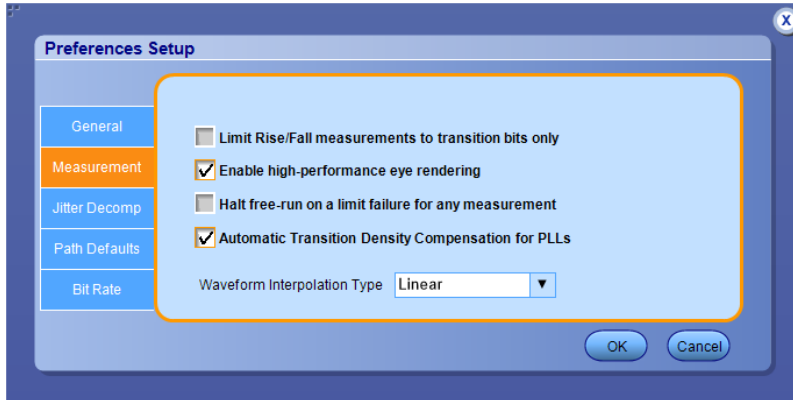 X
Preferences Setup
General
Measurement
Jitter Decomp
Path Defaults
Bit Rate
Limit Rise/Fall measurements to transition bits only
Enable high-performance eye rendering
Halt free-run on a limit failure for any measurement
Automatic Transition Density Compensation for PLLs
Waveform Interpolation Type Linear
OK Cancel